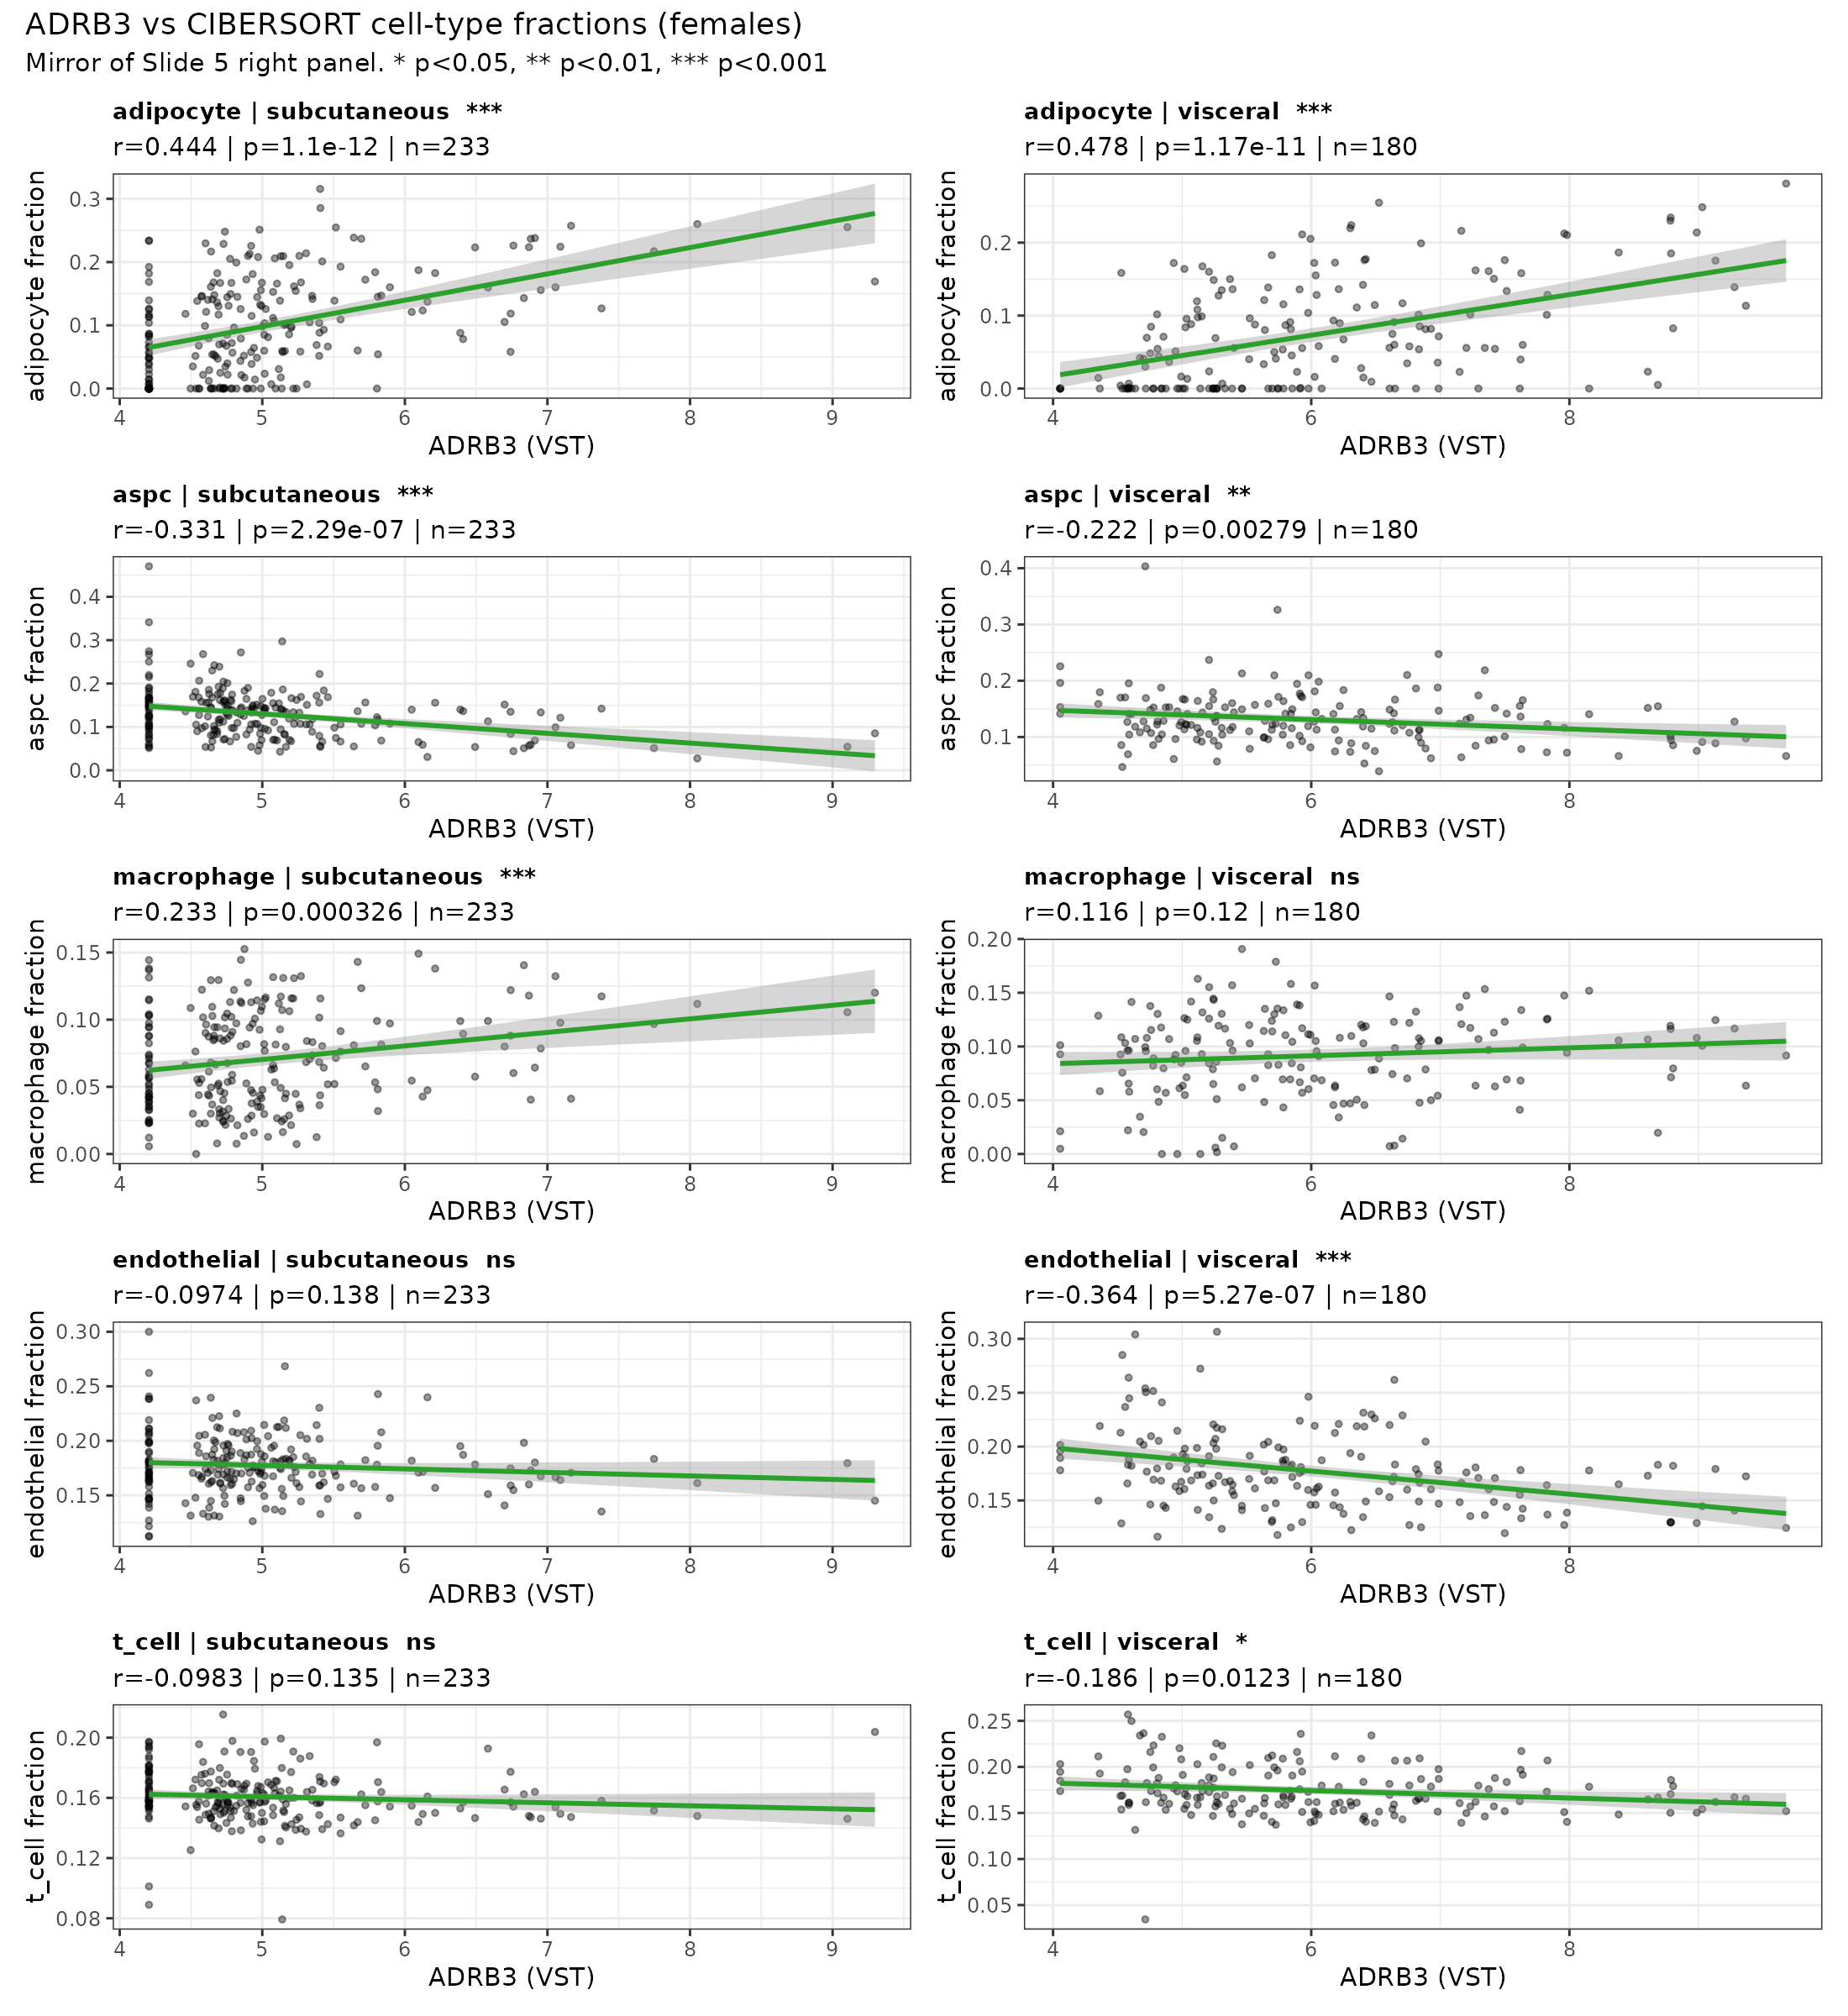 ADRB3 vs CIBERSORT cell-type fractions (females)
Mirror of Slide 5 right panel. * p<0.05, ** p<0.01, *** p<0.001
adipocyte | subcutaneous ***
r=0.444 | p=1.1e-12 | n=233
adipocyte fraction
0.3
0.2
0.1
0.0
4 5 6 7 8 9
ADRB3 (VST)
adipocyte | visceral ***
r=0.478 | p=1.17e-11 | n=180
adipocyte fraction
0.2
0.1
0.0
4 6 8
ADRB3 (VST)
aspc | subcutaneous ***
r=-0.331 | p=2.29e-07 | n=233
aspc fraction
0.4
0.3
0.2
0.1
0.0
4 5 6 7 8 9
ADRB3 (VST)
aspc | visceral **
r=-0.222 | p=0.00279 | n=180
aspc fraction
0.4
0.3
0.2
0.1
4 6 8
ADRB3 (VST)
macrophage | subcutaneous ***
r=0.233 | p=0.000326 | n=233
macrophage fraction
0.15
0.10
0.05
0.00
4 5 6 7 8 9
ADRB3 (VST)
macrophage | visceral ns
r=0.116 | p=0.12 | n=180
macrophage fraction
0.20
0.15
0.10
0.05
0.00
4 6 8
ADRB3 (VST)
endothelial | subcutaneous ns
r=-0.0974 | p=0.138 | n=233
endothelial fraction
0.30
0.25
0.20
0.15
4 5 6 7 8 9
ADRB3 (VST)
endothelial | visceral ***
r=-0.364 | p=5.27e-07 | n=180
endothelial fraction
0.30
0.25
0.20
0.15
4 6 8
ADRB3 (VST)
t_cell | subcutaneous ns
r=-0.0983 | p=0.135 | n=233
t_cell fraction
0.20
0.16
0.12
0.08
4 5 6 7 8 9
ADRB3 (VST)
t_cell | visceral *
r=-0.186 | p=0.0123 | n=180
t_cell fraction
0.25
0.20
0.15
0.10
0.05
4 6 8
ADRB3 (VST)